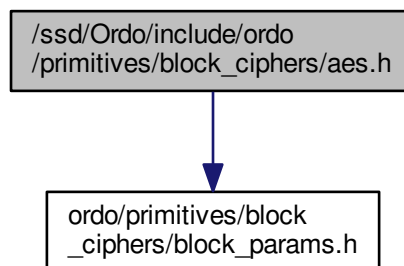 /ssd/Ordo/include/ordo
/primitives/block_ciphers/aes.h
ordo/primitives/block
_ciphers/block_params.h